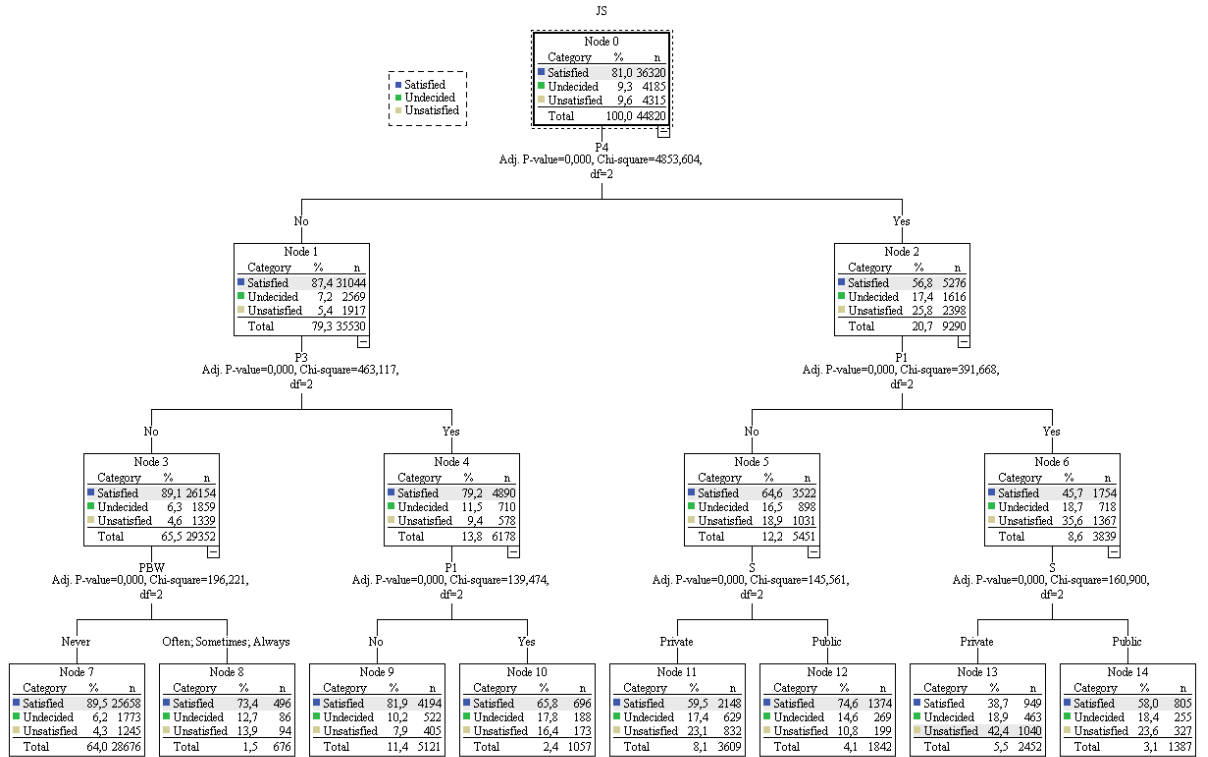 JS
Node 0
Category % n
Satisfied 81,0 36320
Undecided 9,3 4185
Unsatisfied 9,6 4315
Total 100,0 44820
Satisfied
Undecided
Unsatisfied
P4
Adj. P-value=0,000, Chi-square=4853,604,
df=2
No
Yes
Node 1
Category % n
Satisfied 87,4 31044
Undecided 7,2 2569
Unsatisfied 5,4 1917
Total 79,3 35530
Node 2
Category % n
Satisfied 56,8 5276
Undecided 17,4 1616
Unsatisfied 25,8 2398
Total 20,7 9290
P3
Adj. P-value=0,000, Chi-square=463,117,
df=2
P1
Adj. P-value=0,000, Chi-square=391,668,
df=2
No
Yes
No
Yes
Node 3
Category % n
Satisfied 89,1 26154
Undecided 6,3 1859
Unsatisfied 4,6 1339
Total 65,5 29352
Node 4
Category % n
Satisfied 79,2 4890
Undecided 11,5 710
Unsatisfied 9,4 578
Total 13,8 6178
Node 5
Category % n
Satisfied 64,6 3522
Undecided 16,5 898
Unsatisfied 18,9 1031
Total 12,2 5451
Node 6
Category % n
Satisfied 45,7 1754
Undecided 18,7 718
Unsatisfied 35,6 1367
Total 8,6 3839
PBW
Adj. P-value=0,000, Chi-square=196,221,
df=2
P1
Adj. P-value=0,000, Chi-square=139,474,
df=2
S
Adj. P-value=0,000, Chi-square=145,561,
df=2
S
Adj. P-value=0,000, Chi-square=160,900,
df=2
Never
Often; Sometimes; Always
No
Yes
Private
Public
Private
Public
Node 7
Category % n
Satisfied 89,5 25658
Undecided 6,2 1773
Unsatisfied 4,3 1245
Total 64,0 28676
Node 8
Category % n
Satisfied 73,4 496
Undecided 12,7 86
Unsatisfied 13,9 94
Total 1,5 676
Node 9
Category % n
Satisfied 81,9 4194
Undecided 10,2 522
Unsatisfied 7,9 405
Total 11,4 5121
Node 10
Category % n
Satisfied 65,8 696
Undecided 17,8 188
Unsatisfied 16,4 173
Total 2,4 1057
Node 11
Category % n
Satisfied 59,5 2148
Undecided 17,4 629
Unsatisfied 23,1 832
Total 8,1 3609
Node 12
Category % n
Satisfied 74,6 1374
Undecided 14,6 269
Unsatisfied 10,8 199
Total 4,1 1842
Node 13
Category % n
Satisfied 38,7 949
Undecided 18,9 463
Unsatisfied 42,4 1040
Total 5,5 2452
Node 14
Category % n
Satisfied 58,0 805
Undecided 18,4 255
Unsatisfied 23,6 327
Total 3,1 1387